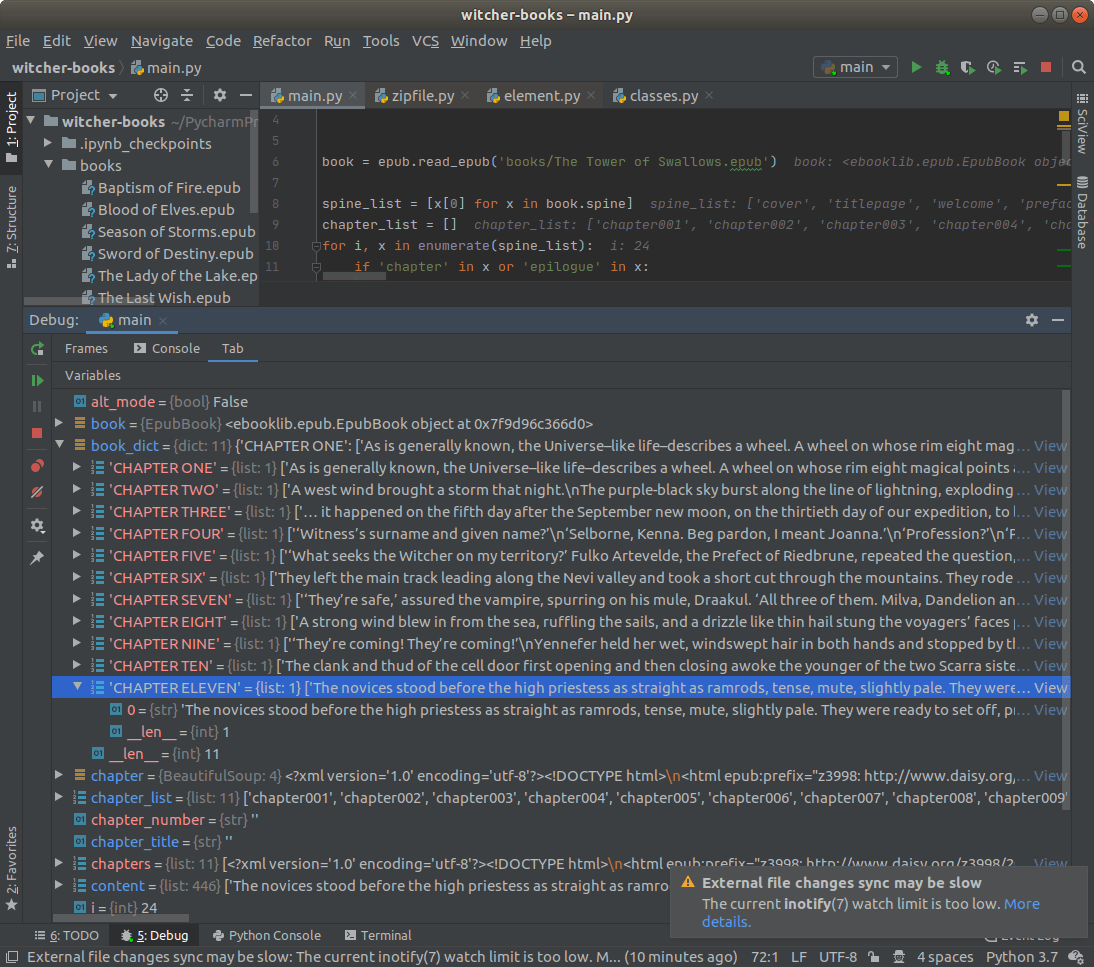 witcher-books – main.py
File Edit View Navigate Code Refactor Run Tools VCS Window Help
witcher-books main.py main
1: Project
7: Structure
2: Favorites
Project
witcher-books ~/PycharmPr
.ipynb_checkpoints
books
Baptism of Fire.epub
Blood of Elves.epub
Season of Storms.epub
Sword of Destiny.epub
The Lady of the Lake.ep
The Last Wish.epub
main.py zipfile.py element.py classes.py
4
5
6 book = epub.read_epub('books/The Tower of Swallows.epub') book: <ebooklib.epub.EpubBook obje
7
8 spine_list = [x[0] for x in book.spine] spine_list: ['cover', 'titlepage', 'welcome', 'prefac
9 chapter_list = [] chapter_list: ['chapter001', 'chapter002', 'chapter003', 'chapter004', 'cha
10 for i, x in enumerate(spine_list): i: 24
11 if 'chapter' in x or 'epilogue' in x:
SciView
Database
Debug: main
Frames Console Tab
Variables
alt_mode = {bool} False
book = {EpubBook} <ebooklib.epub.EpubBook object at 0x7f9d96c366d0>
book_dict = {dict: 11} {'CHAPTER ONE': ['As is generally known, the Universe–like life–describes a wheel. A wheel on whose rim eight mag… View
'CHAPTER ONE' = {list: 1} ['As is generally known, the Universe–like life–describes a wheel. A wheel on whose rim eight magical points … View
'CHAPTER TWO' = {list: 1} ['A west wind brought a storm that night.\nThe purple-black sky burst along the line of lightning, exploding … View
'CHAPTER THREE' = {list: 1} ['… it happened on the fifth day after the September new moon, on the thirtieth day of our expedition, to … View
'CHAPTER FOUR' = {list: 1} ['‘Witness’s surname and given name?’\n‘Selborne, Kenna. Beg pardon, I meant Joanna.’\n‘Profession?’\n‘… View
'CHAPTER FIVE' = {list: 1} ['‘What seeks the Witcher on my territory?’ Fulko Artevelde, the Prefect of Riedbrune, repeated the question, … View
'CHAPTER SIX' = {list: 1} ['They left the main track leading along the Nevi valley and took a short cut through the mountains. They rode … View
'CHAPTER SEVEN' = {list: 1} ['‘They’re safe,’ assured the vampire, spurring on his mule, Draakul. ‘All three of them. Milva, Dandelion an… View
'CHAPTER EIGHT' = {list: 1} ['A strong wind blew in from the sea, ruffling the sails, and a drizzle like thin hail stung the voyagers’ faces … View
'CHAPTER NINE' = {list: 1} ['‘They’re coming! They’re coming!’\nYennefer held her wet, windswept hair in both hands and stopped by th… View
'CHAPTER TEN' = {list: 1} ['The clank and thud of the cell door first opening and then closing awoke the younger of the two Scarra siste… View
'CHAPTER ELEVEN' = {list: 1} ['The novices stood before the high priestess as straight as ramrods, tense, mute, slightly pale. They were… View
0 = {str} 'The novices stood before the high priestess as straight as ramrods, tense, mute, slightly pale. They were ready to set off, p… View
__len__ = {int} 1
__len__ = {int} 11
chapter = {BeautifulSoup: 4} <?xml version='1.0' encoding='utf-8'?><!DOCTYPE html>\n<html epub:prefix="z3998: http://www.daisy.org/… View
chapter_list = {list: 11} ['chapter001', 'chapter002', 'chapter003', 'chapter004', 'chapter005', 'chapter006', 'chapter007', 'chapter008', 'chapter009'
chapter_number = {str} ''
chapter_title = {str} ''
chapters = {list: 11} [<?xml version='1.0' encoding='utf-8'?><!DOCTYPE html>\n<html epub:prefix="z3998: http://www.daisy.org/z3998/2… View
content = {list: 446} ['The novices stood before the high priestess as straight as ramro
i = {int} 24
External file changes sync may be slow
The current inotify(7) watch limit is too low. More
details.
6: TODO 5: Debug Python Console Terminal Event Log
External file changes sync may be slow: The current inotify(7) watch limit is too low. M... (10 minutes ago) 72:1 LF UTF-8 4 spaces Python 3.7